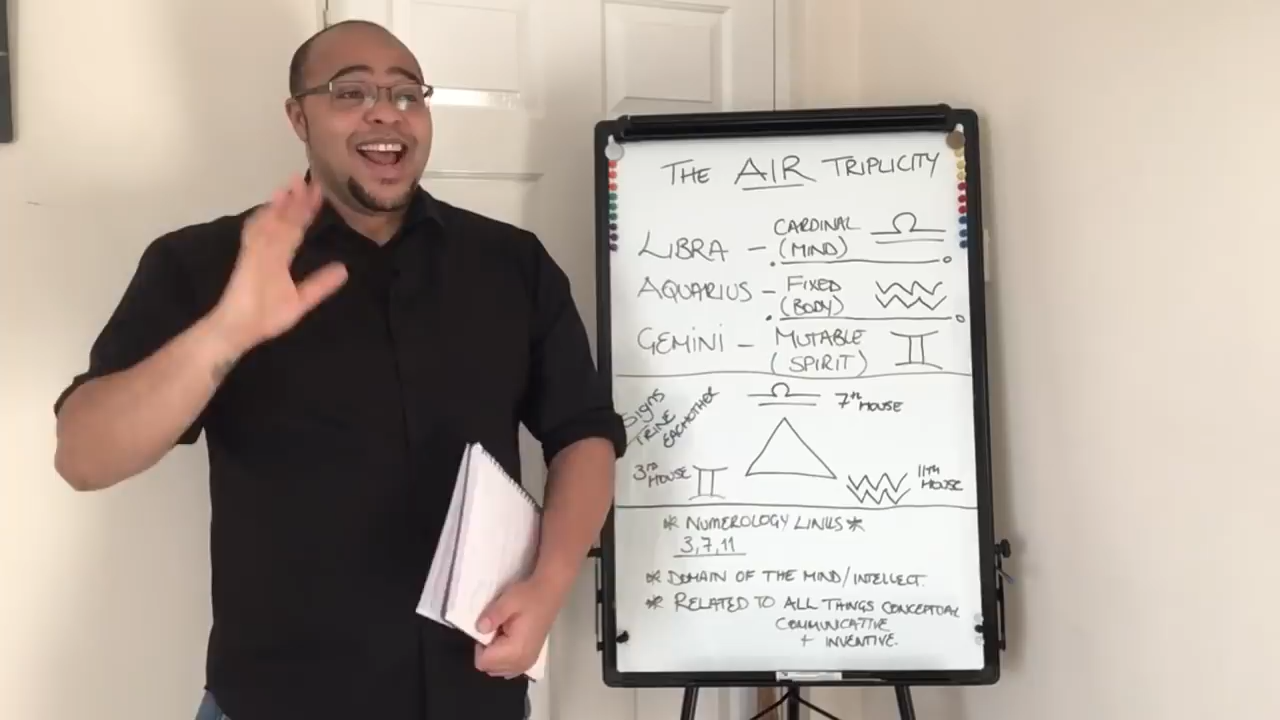 THE AIR TRIPLICITY
LIBRA - CARDINAL
(MIND)
AQUARIUS - FIXED
(BODY)
GEMINI - MUTABLE
(SPIRIT)
SIGNS
TRINE
EACHOTHER
7TH HOUSE
3RD
HOUSE
11TH
HOUSE
* NUMEROLOGY LINKS *
3,7,11
* DOMAIN OF THE MIND/INTELLECT.
* RELATED TO ALL THINGS CONCEPTUAL
COMMUNICATIVE
+ INVENTIVE.